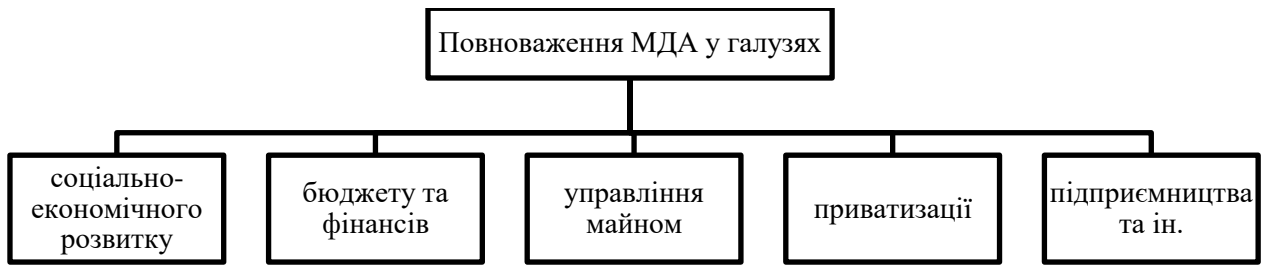 Повноваження МДА у галузях
соціально-
економічного
розвитку
бюджету та
фінансів
управління
майном
приватизації
підприємництва
та ін.